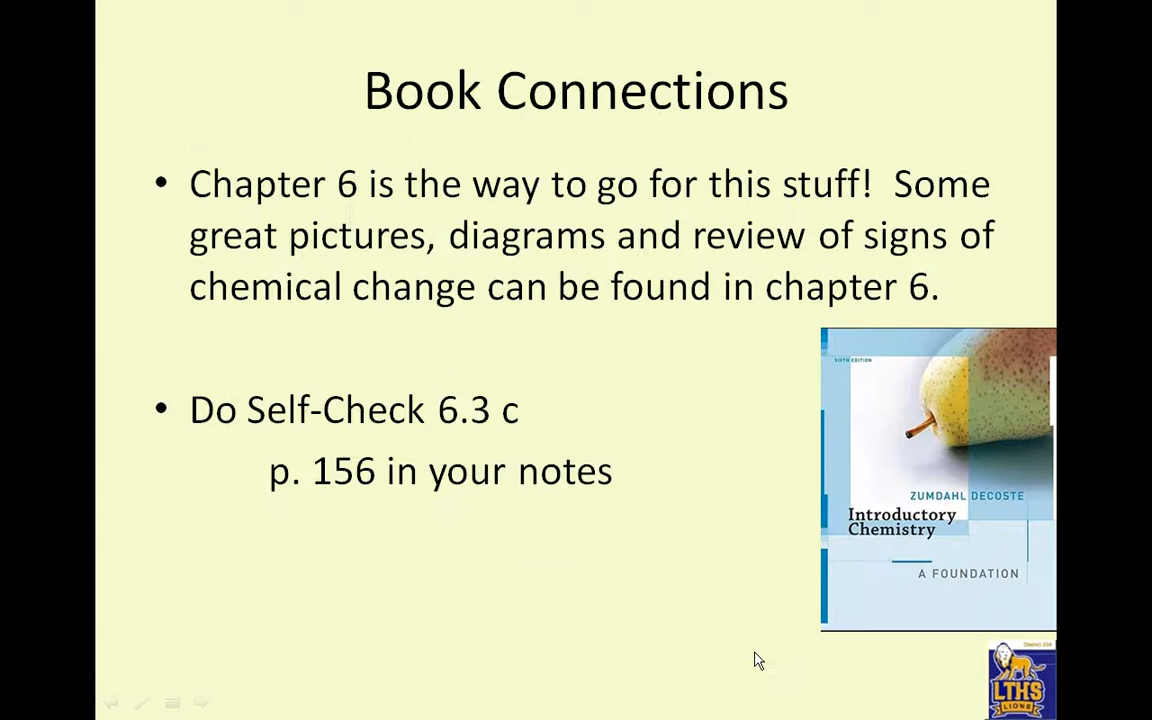 Book Connections
• Chapter 6 is the way to go for this stuff! Some
great pictures, diagrams and review of signs of
chemical change can be found in chapter 6.
• Do Self-Check 6.3 c
p. 156 in your notes
SIXTH EDITION
ZUMDAHL DECOSTE
Introductory
Chemistry
A FOUNDATION
District 204
LTHS
LIONS